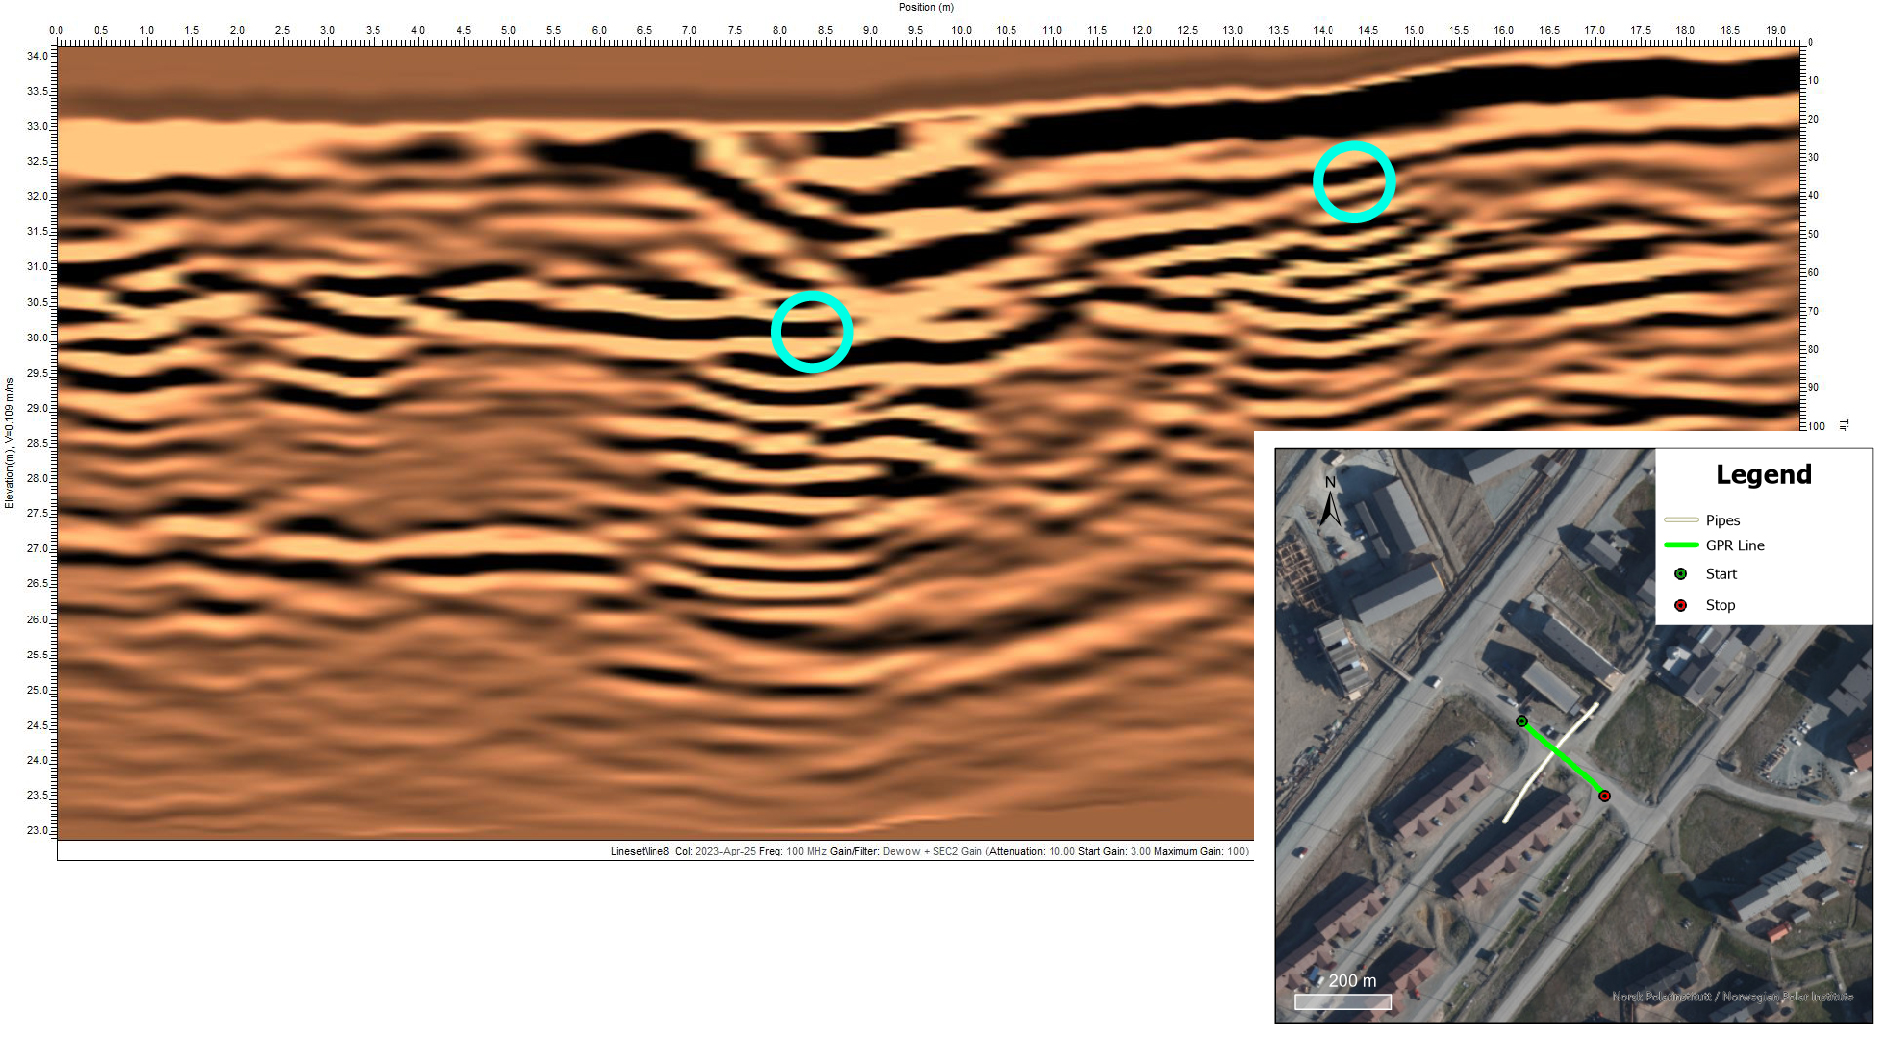 Position (m)
0.0 0.5 1.0 1.5 2.0 2.5 3.0 3.5 4.0 4.5 5.0 5.5 6.0 6.5 7.0 7.5 8.0 8.5 9.0 9.5 10.0 10.5 11.0 11.5 12.0 12.5 13.0 13.5 14.0 14.5 15.0 15.5 16.0 16.5 17.0 17.5 18.0 18.5 19.0
34.0
33.5
33.0
32.5
32.0
31.5
31.0
30.5
30.0
29.5
29.0
28.5
28.0
27.5
27.0
26.5
26.0
25.5
25.0
24.5
24.0
23.5
23.0
Elevation(m), V=0.109 m/ns
0
10
20
30
40
50
60
70
80
90
100
Lineset\line8 Col: 2023-Apr-25 Freq: 100 MHz Gain/Filter: Dewow + SEC2 Gain (Attenuation: 10.00 Start Gain: 3.00 Maximum Gain: 100)
N
Legend
Pipes
GPR Line
Start
Stop
200 m
Norsk Polarinstitutt / Norwegian Polar Institute